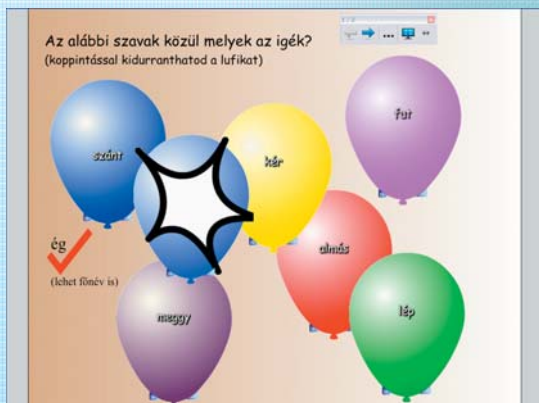 Az alábbi szavak közül melyek az igék?
(koppintással kidurranthatod a lufikat)
fut
szánt
kér
ég
(lehet főnév is)
almás
meggy
lép